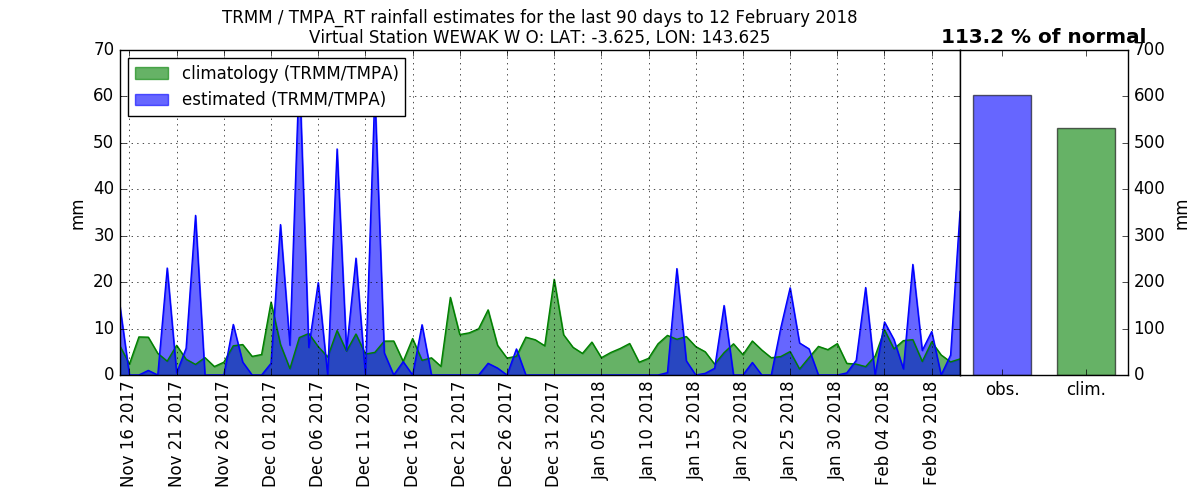 TRMM / TMPA_RT rainfall estimates for the last 90 days to 12 February 2018
Virtual Station WEWAK W O: LAT: -3.625, LON: 143.625
113.2 % of normal
climatology (TRMM/TMPA)
estimated (TRMM/TMPA)
mm
70
60
50
40
30
20
10
0
Nov 16 2017
Nov 21 2017
Nov 26 2017
Dec 01 2017
Dec 06 2017
Dec 11 2017
Dec 16 2017
Dec 21 2017
Dec 26 2017
Dec 31 2017
Jan 05 2018
Jan 10 2018
Jan 15 2018
Jan 20 2018
Jan 25 2018
Jan 30 2018
Feb 04 2018
Feb 09 2018
obs.
clim.
700
600
500
400
300
200
100
0
mm